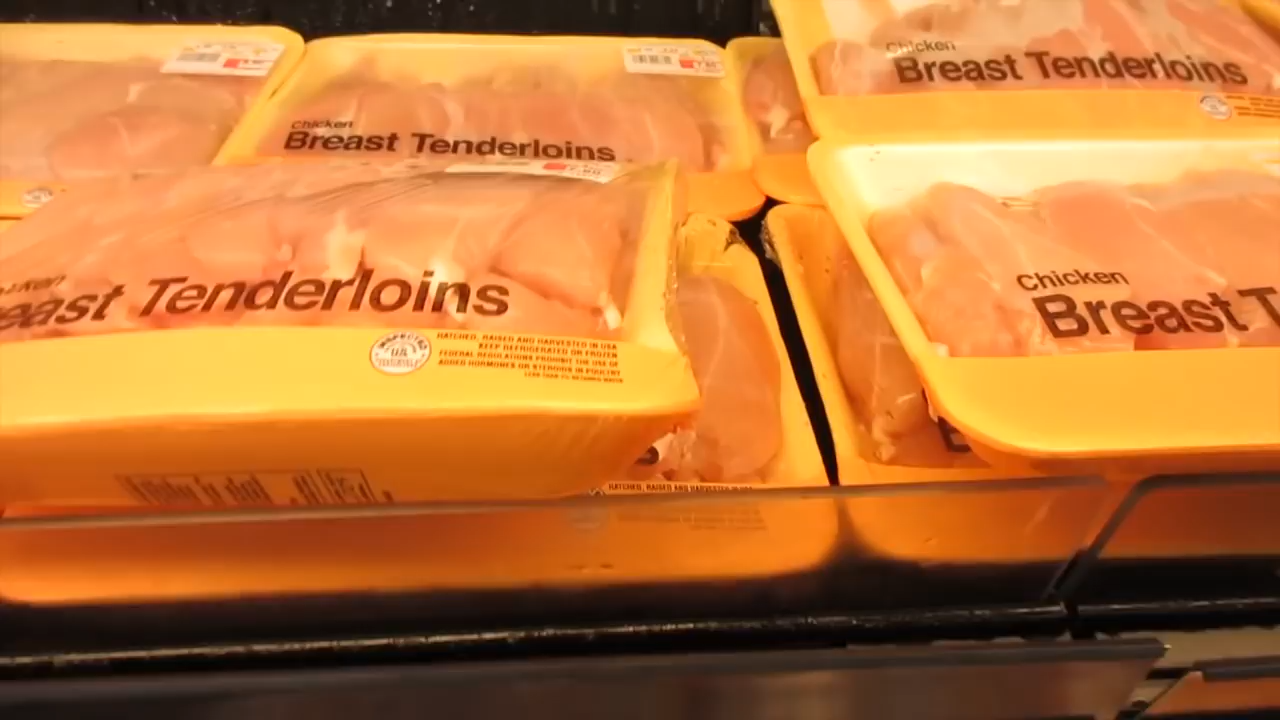 Chicken
Breast Tenderloins
Chicken
Breast Tenderloins
Breast Tenderloins
Chicken
Breast T
HATCHED, RAISED AND HARVESTED IN USA
KEEP REFRIGERATED OR FROZEN
FEDERAL REGULATIONS PROHIBIT THE USE OF
ADDED HORMONES OR STEROIDS IN POULTRY
HATCHED, RAISED AND HARVESTED IN USA